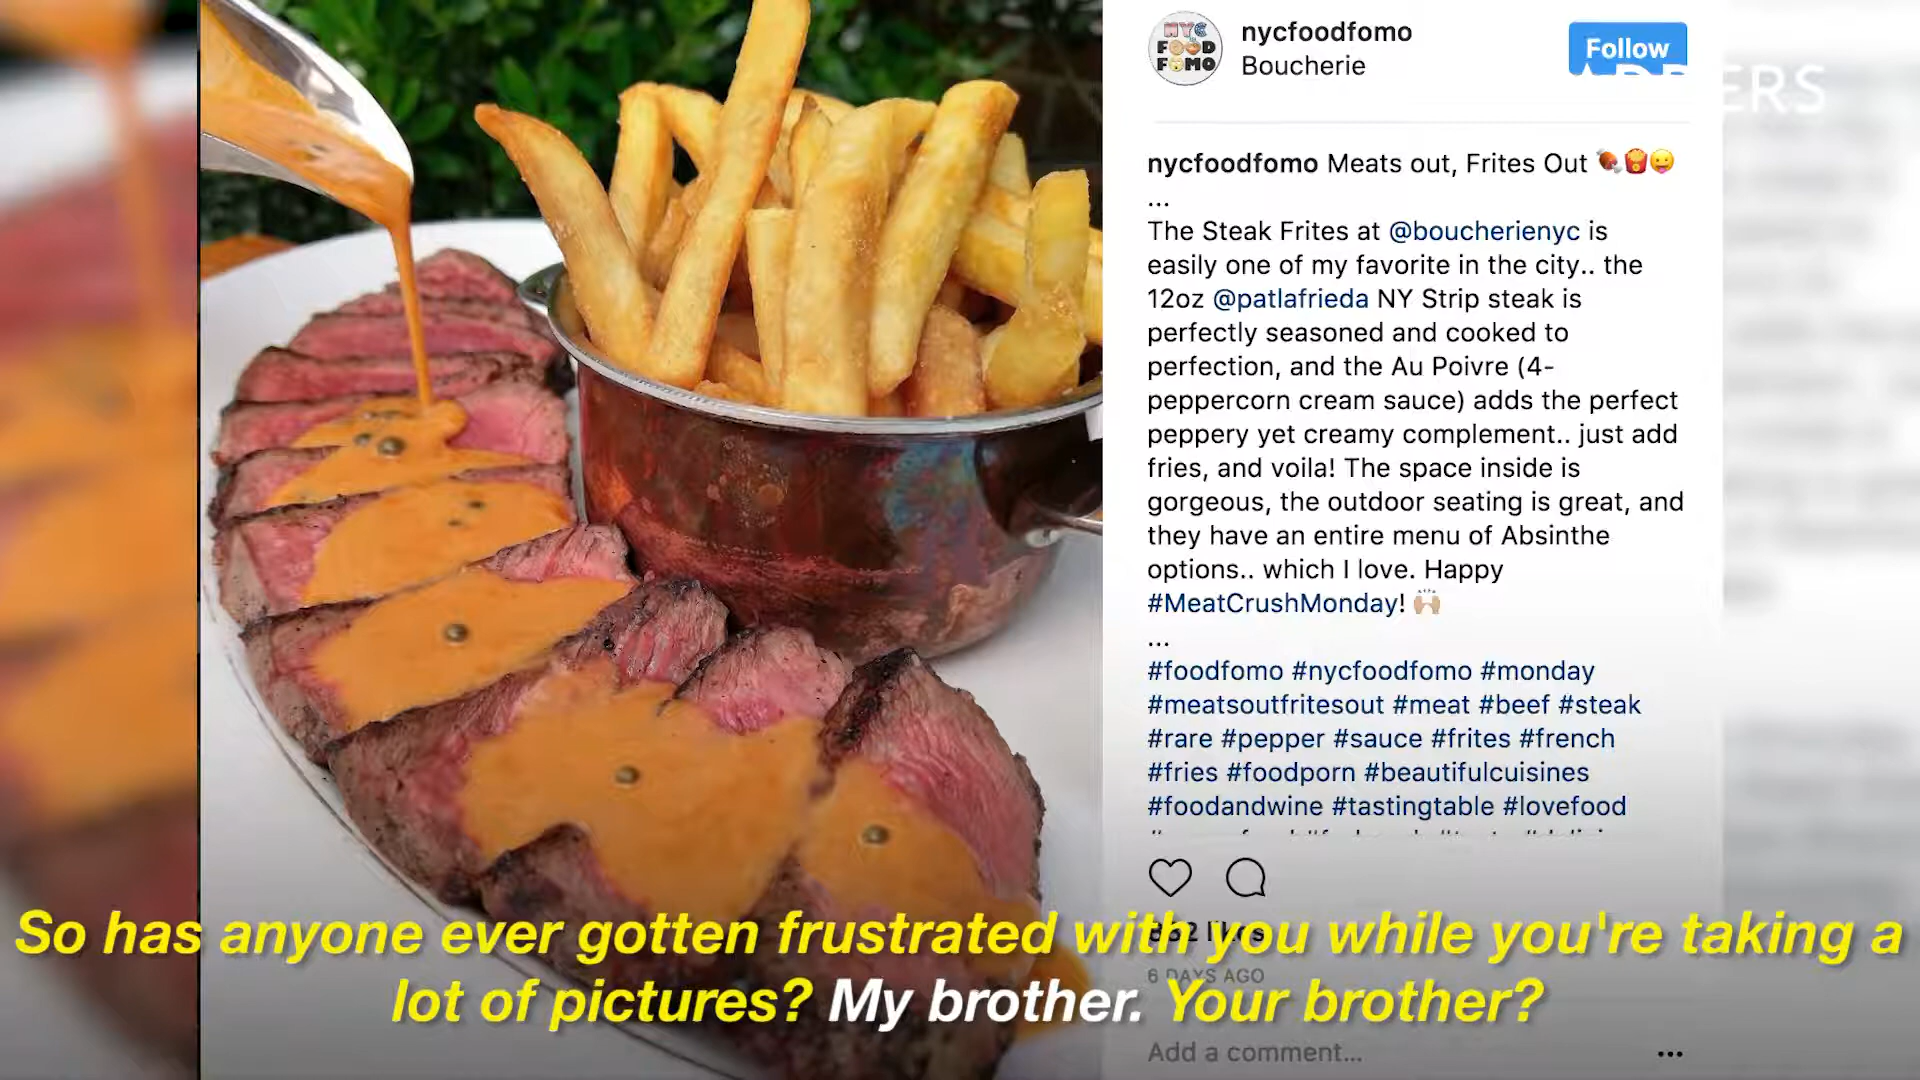 NYC
FOOD
FOMO
nycfoodfomo
Boucherie
Follow
nycfoodfomo Meats out, Frites Out 🍖🍟😛
...
The Steak Frites at @boucherienyc is
easily one of my favorite in the city.. the
12oz @patlafrieda NY Strip steak is
perfectly seasoned and cooked to
perfection, and the Au Poivre (4-
peppercorn cream sauce) adds the perfect
peppery yet creamy complement.. just add
fries, and voila! The space inside is
gorgeous, the outdoor seating is great, and
they have an entire menu of Absinthe
options.. which I love. Happy
#MeatCrushMonday! 🙌🏼
...
#foodfomo #nycfoodfomo #monday
#meatsoutfritesout #meat #beef #steak
#rare #pepper #sauce #frites #french
#fries #foodporn #beautifulcuisines
#foodandwine #tastingtable #lovefood
likes
6 DAYS AGO
So has anyone ever gotten frustrated with you while you're taking a
lot of pictures? My brother. Your brother?
Add a comment...